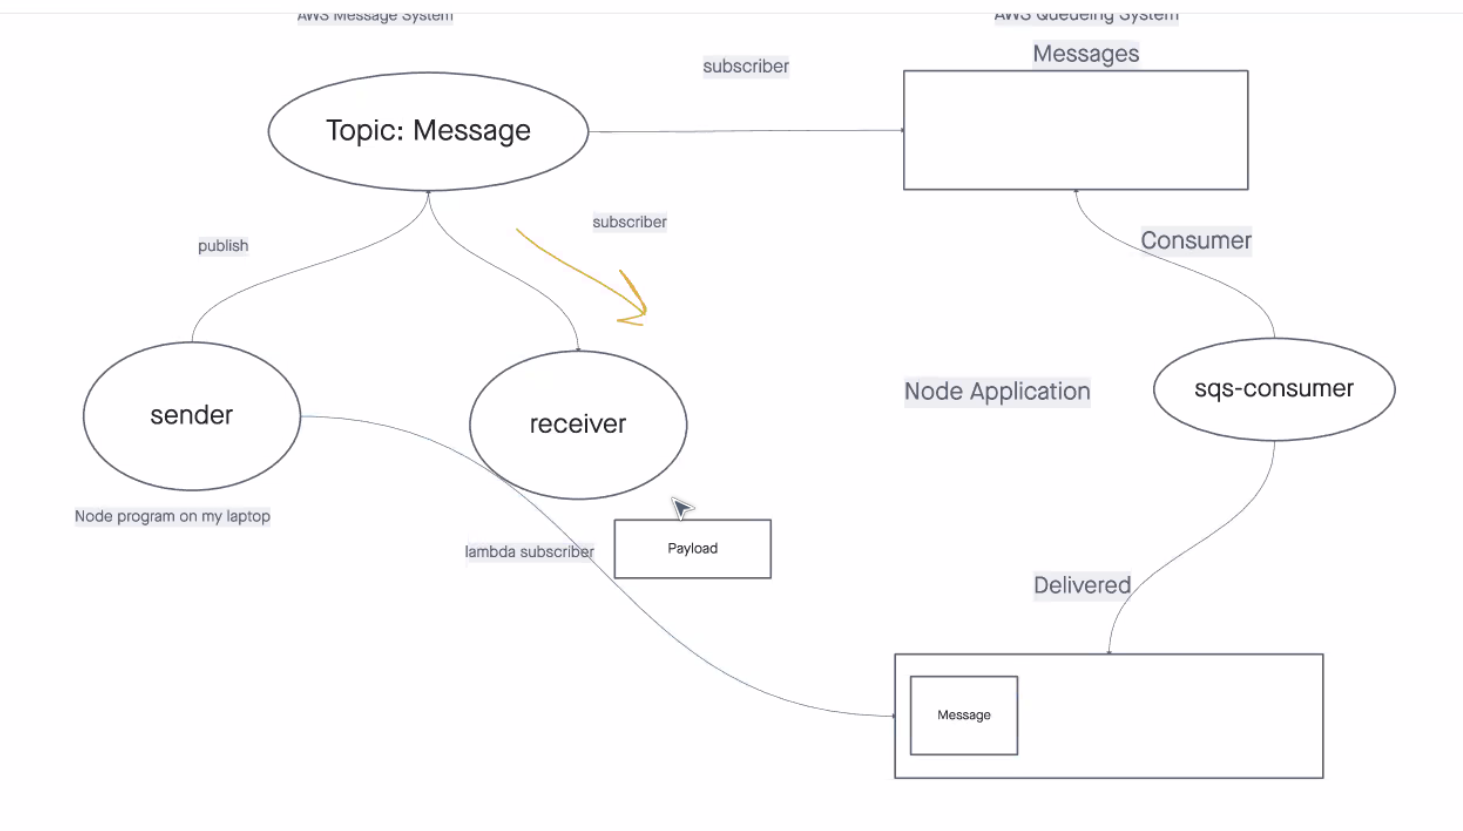 AWS Message System
AWS Queueing System
Messages
subscriber
Topic: Message
subscriber
publish
Consumer
sender
receiver
Node Application
sqs-consumer
Node program on my laptop
lambda subscriber
Payload
Delivered
Message